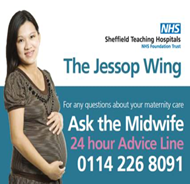 NHS
Sheffield Teaching Hospitals
NHS Foundation Trust
The Jessop Wing
For any questions about your maternity care
Ask the Midwife
24 hour Advice Line
0114 226 8091